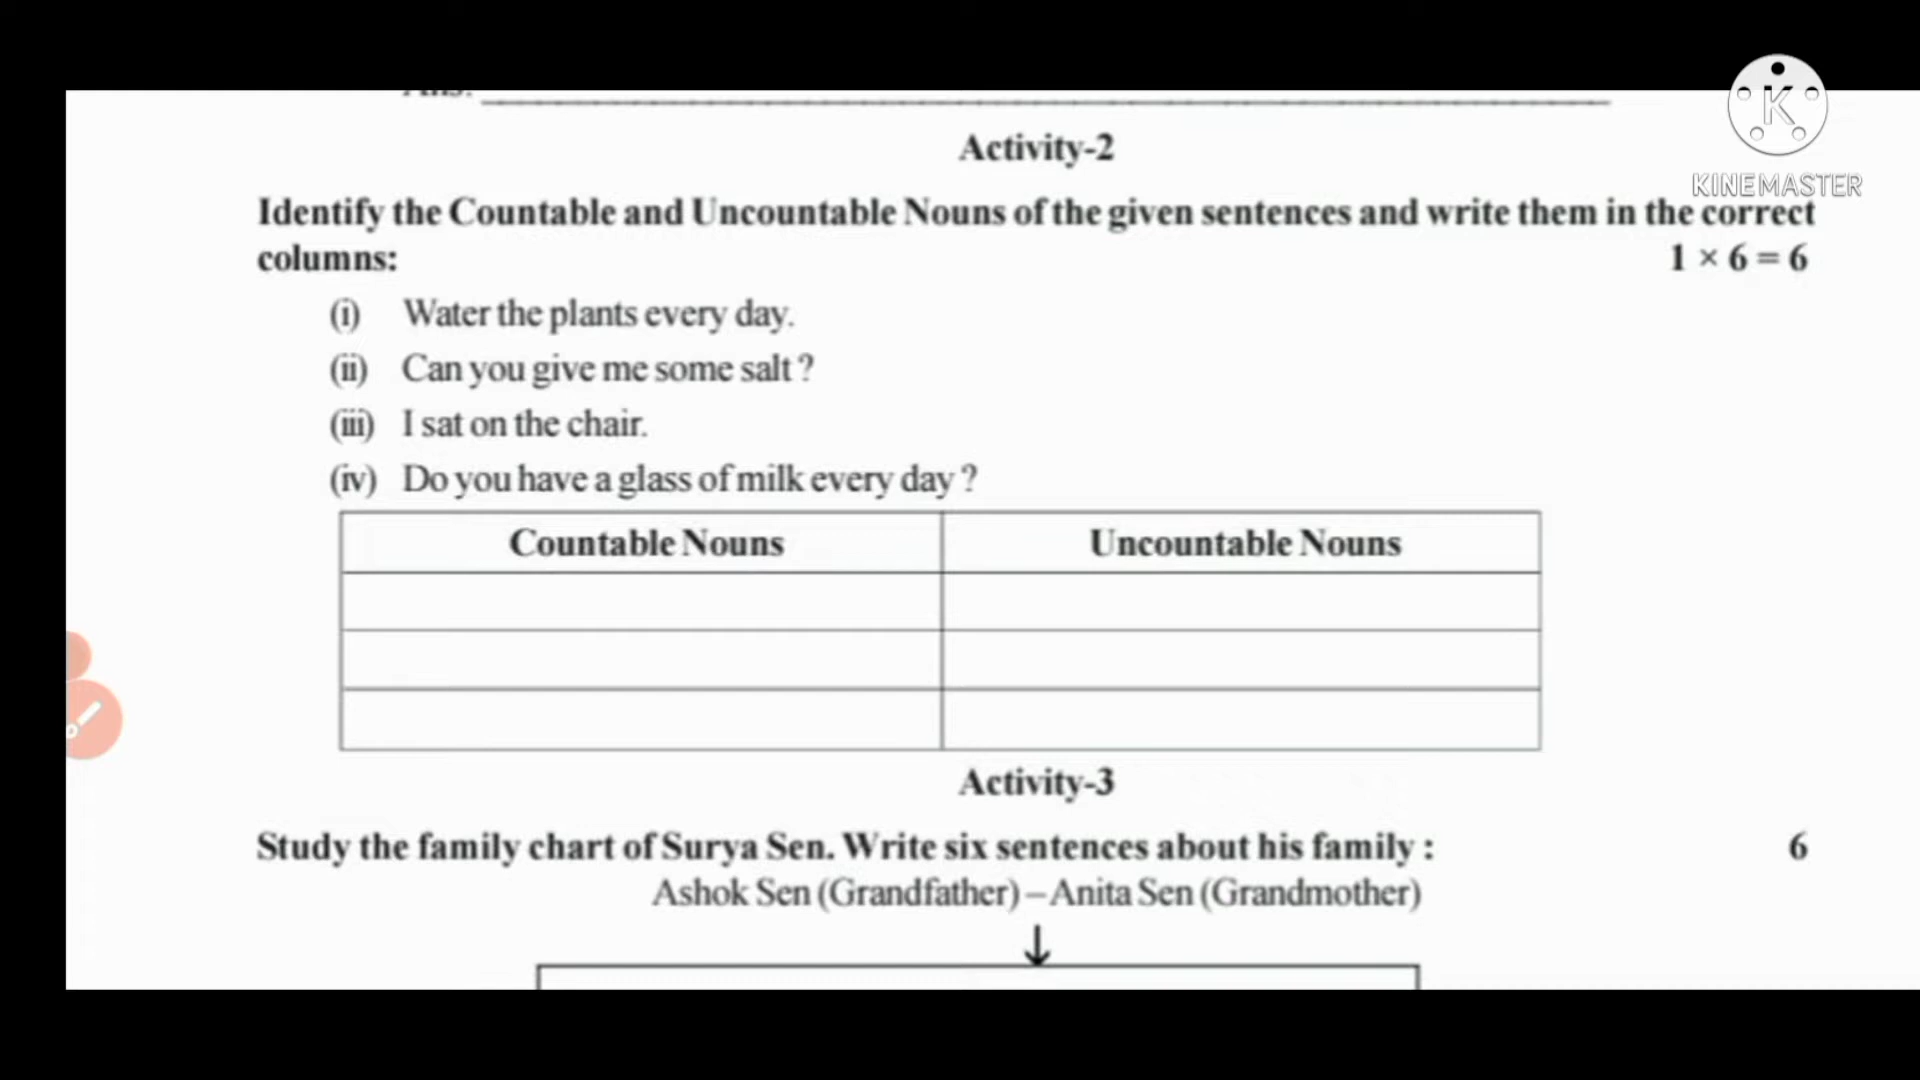 Ans.
Activity-2
Identify the Countable and Uncountable Nouns of the given sentences and write them in the correct
columns: 1 × 6 = 6
(i) Water the plants every day.
(ii) Can you give me some salt ?
(iii) I sat on the chair.
(iv) Do you have a glass of milk every day ?
Countable Nouns Uncountable Nouns
Activity-3
Study the family chart of Surya Sen. Write six sentences about his family : 6
Ashok Sen (Grandfather) – Anita Sen (Grandmother)
K
KINEMASTER